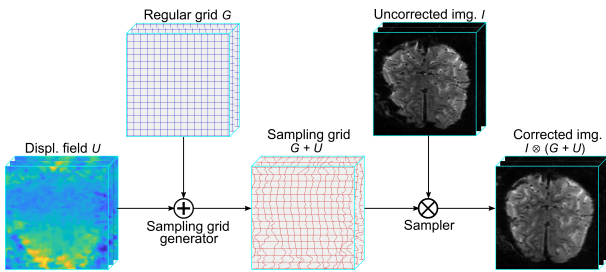 Regular grid G
Uncorrected img. I
Displ. field U
Sampling grid
G + U
Corrected img.
I ⊗ (G + U)
Sampling grid
generator
Sampler